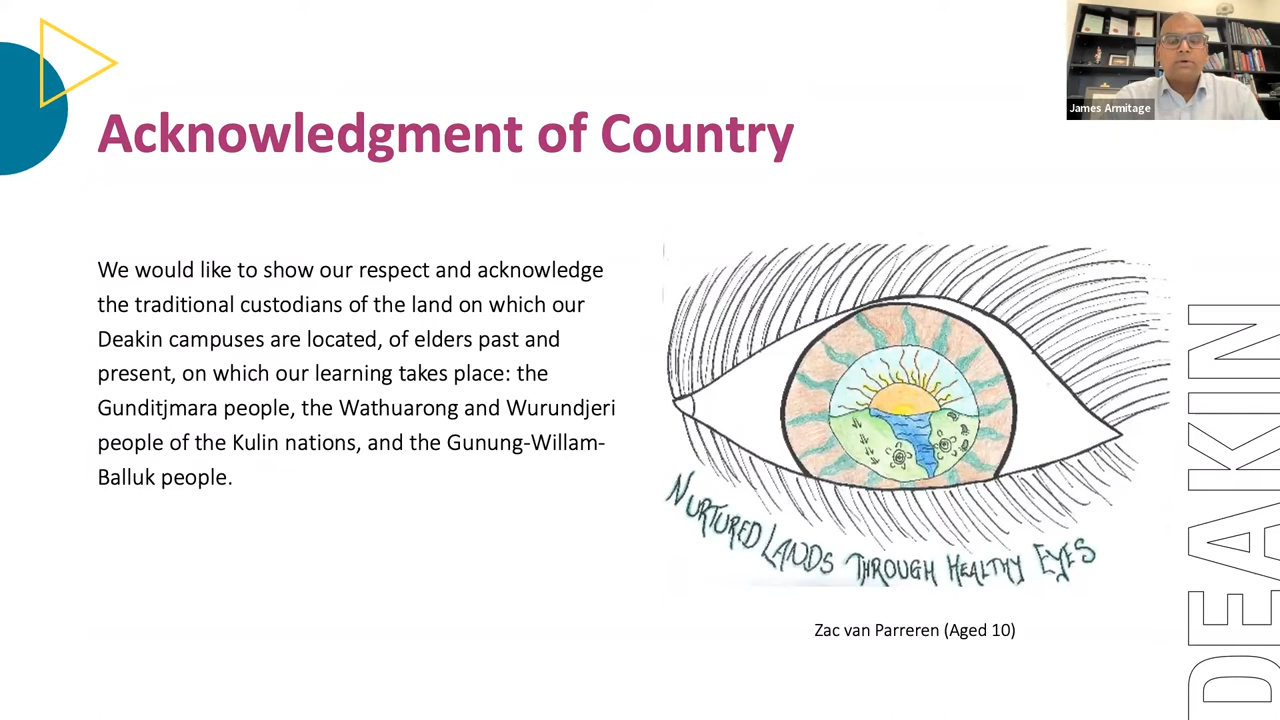 James Armitage
Acknowledgment of Country
We would like to show our respect and acknowledge
the traditional custodians of the land on which our
Deakin campuses are located, of elders past and
present, on which our learning takes place: the
Gunditjmara people, the Wathuarong and Wurundjeri
people of the Kulin nations, and the Gunung-Willam-
Balluk people.
NURTURED LANDS THROUGH HEALTHY EYES
Zac van Parreren (Aged 10)
DEAKIN